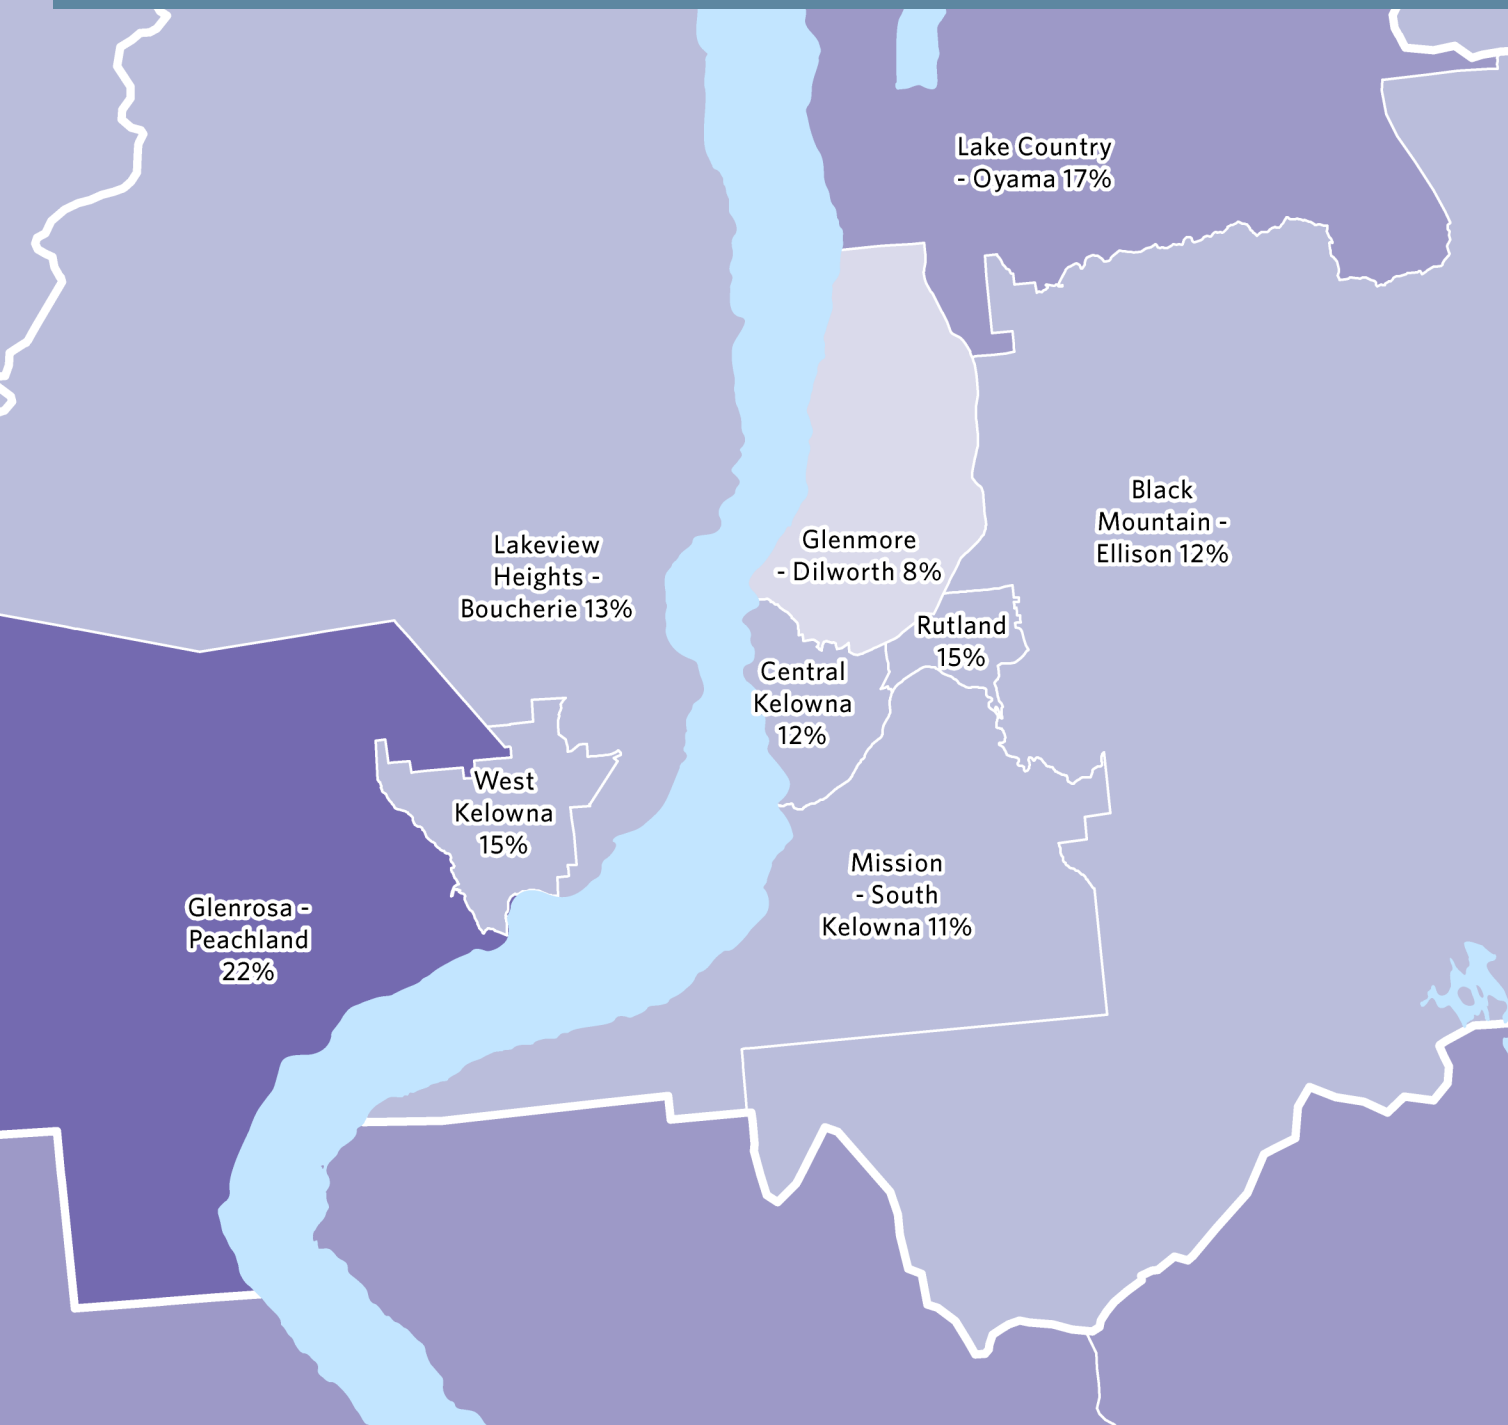 Lake Country
- Oyama 17%
Black
Mountain -
Ellison 12%
Lakeview
Heights -
Boucherie 13%
Glenmore
- Dilworth 8%
Rutland
15%
Central
Kelowna
12%
West
Kelowna
15%
Mission
- South
Kelowna 11%
Glenrosa -
Peachland
22%